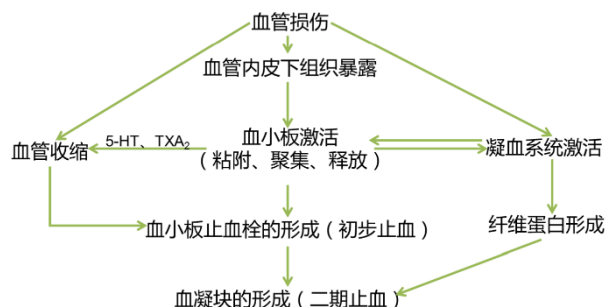 血管损伤
血管内皮下组织暴露
血管收缩
5-HT、TXA₂
血小板激活
（粘附、聚集、释放）
凝血系统激活
血小板止血栓的形成（初步止血）
纤维蛋白形成
血凝块的形成（二期止血）